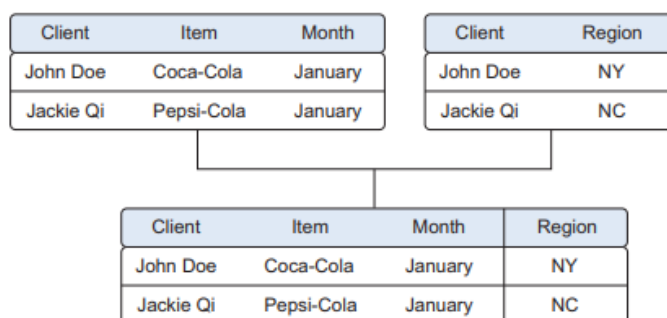 Client Item Month
John Doe Coca-Cola January
Jackie Qi Pepsi-Cola January
Client Region
John Doe NY
Jackie Qi NC
Client Item Month Region
John Doe Coca-Cola January NY
Jackie Qi Pepsi-Cola January NC